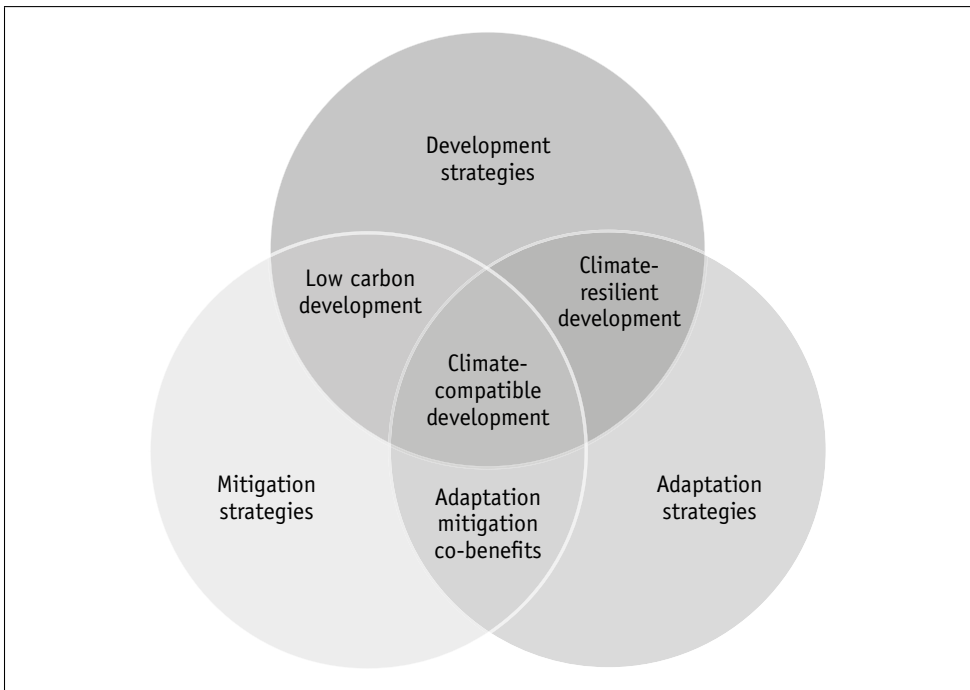 Development
strategies
Low carbon
development
Climate-
resilient
development
Climate-
compatible
development
Mitigation
strategies
Adaptation
mitigation
co-benefits
Adaptation
strategies